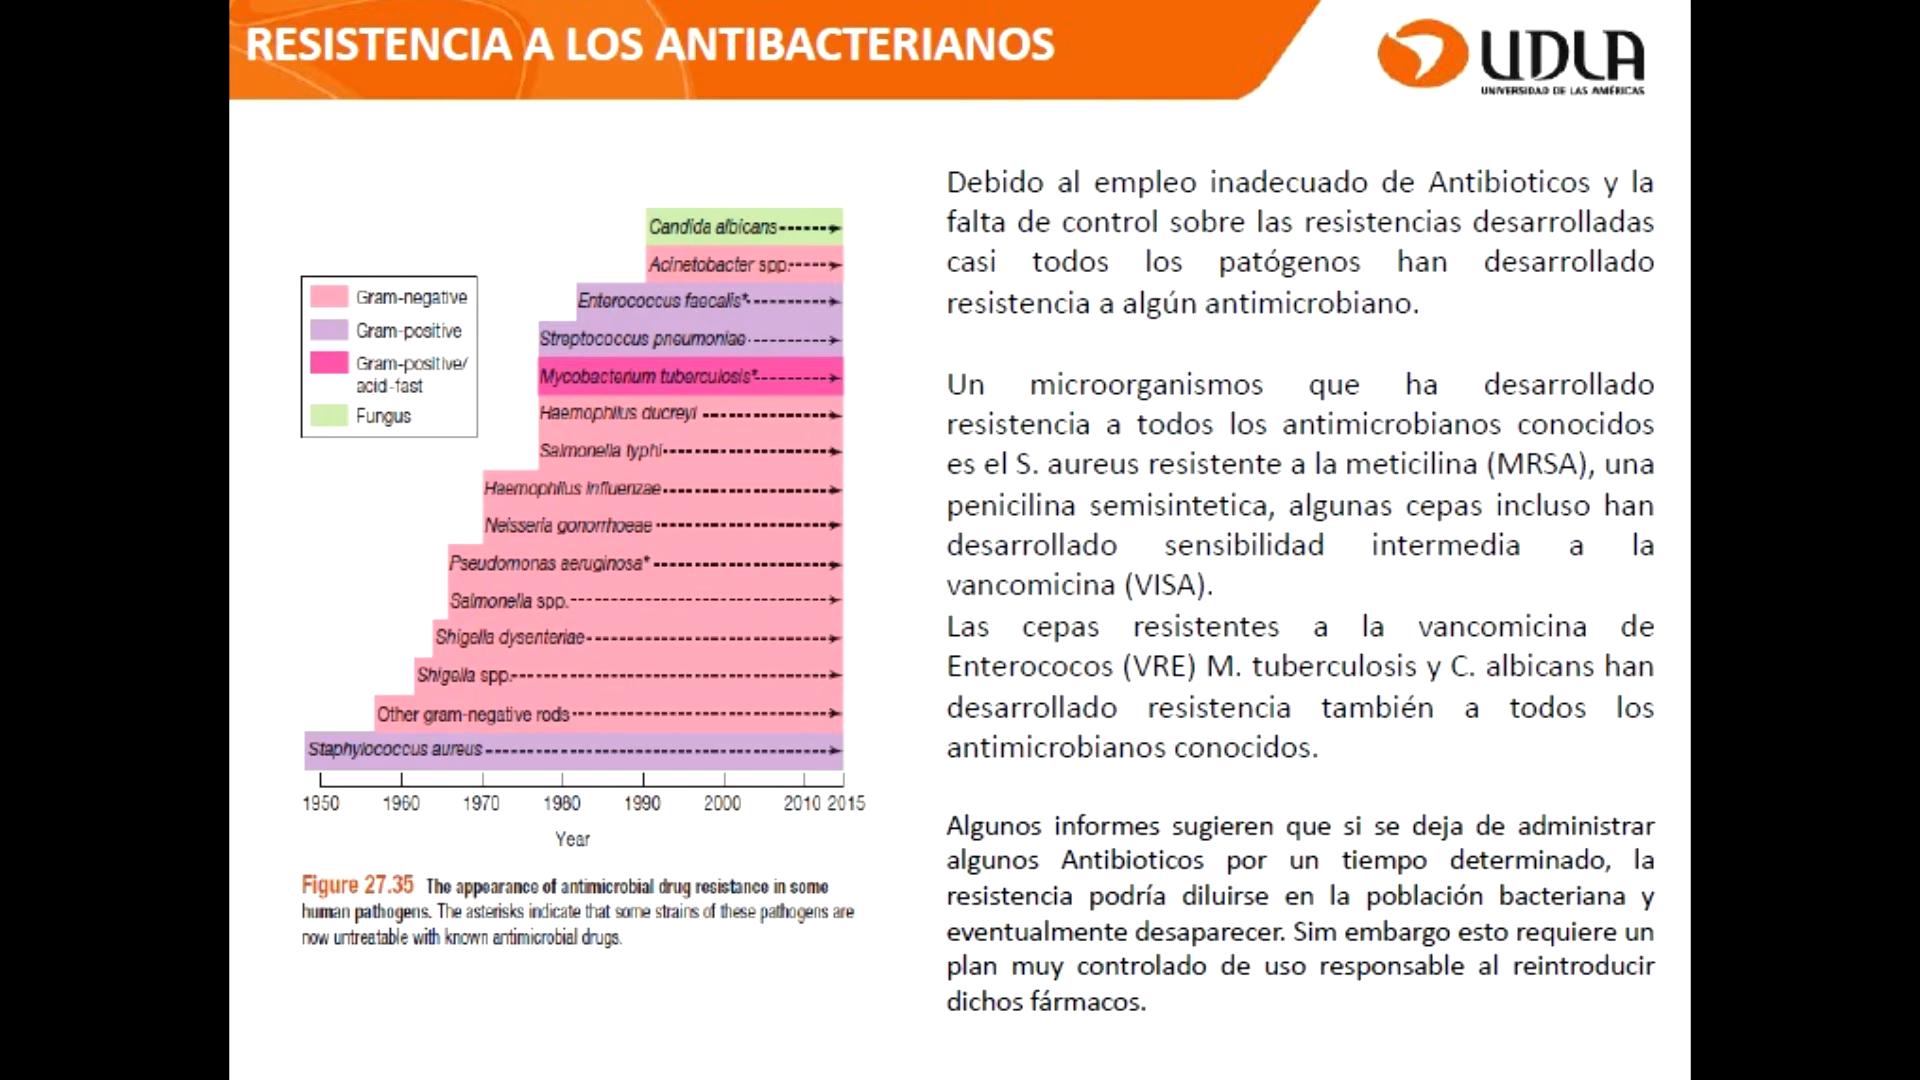 RESISTENCIA A LOS ANTIBACTERIANOS
UDLA
UNIVERSIDAD DE LAS AMÉRICAS
Candida albicans
Acinetobacter spp.
Enterococcus faecalis*
Streptococcus pneumoniae
Mycobacterium tuberculosis*
Haemophilus ducreyi
Salmonella typhi
Haemophilus influenzae
Neisseria gonorrhoeae
Pseudomonas aeruginosa*
Salmonella spp.
Shigella dysenteriae
Shigella spp.
Other gram-negative rods
Staphylococcus aureus
Gram-negative
Gram-positive
Gram-positive/
acid-fast
Fungus
1950 1960 1970 1980 1990 2000 2010 2015
Year
Figure 27.35 The appearance of antimicrobial drug resistance in some
human pathogens. The asterisks indicate that some strains of these pathogens are
now untreatable with known antimicrobial drugs.
Debido al empleo inadecuado de Antibioticos y la
falta de control sobre las resistencias desarrolladas
casi todos los patógenos han desarrollado
resistencia a algún antimicrobiano.
Un microorganismos que ha desarrollado
resistencia a todos los antimicrobianos conocidos
es el S. aureus resistente a la meticilina (MRSA), una
penicilina semisintetica, algunas cepas incluso han
desarrollado sensibilidad intermedia a la
vancomicina (VISA).
Las cepas resistentes a la vancomicina de
Enterococos (VRE) M. tuberculosis y C. albicans han
desarrollado resistencia también a todos los
antimicrobianos conocidos.
Algunos informes sugieren que si se deja de administrar
algunos Antibioticos por un tiempo determinado, la
resistencia podría diluirse en la población bacteriana y
eventualmente desaparecer. Sim embargo esto requiere un
plan muy controlado de uso responsable al reintroducir
dichos fármacos.